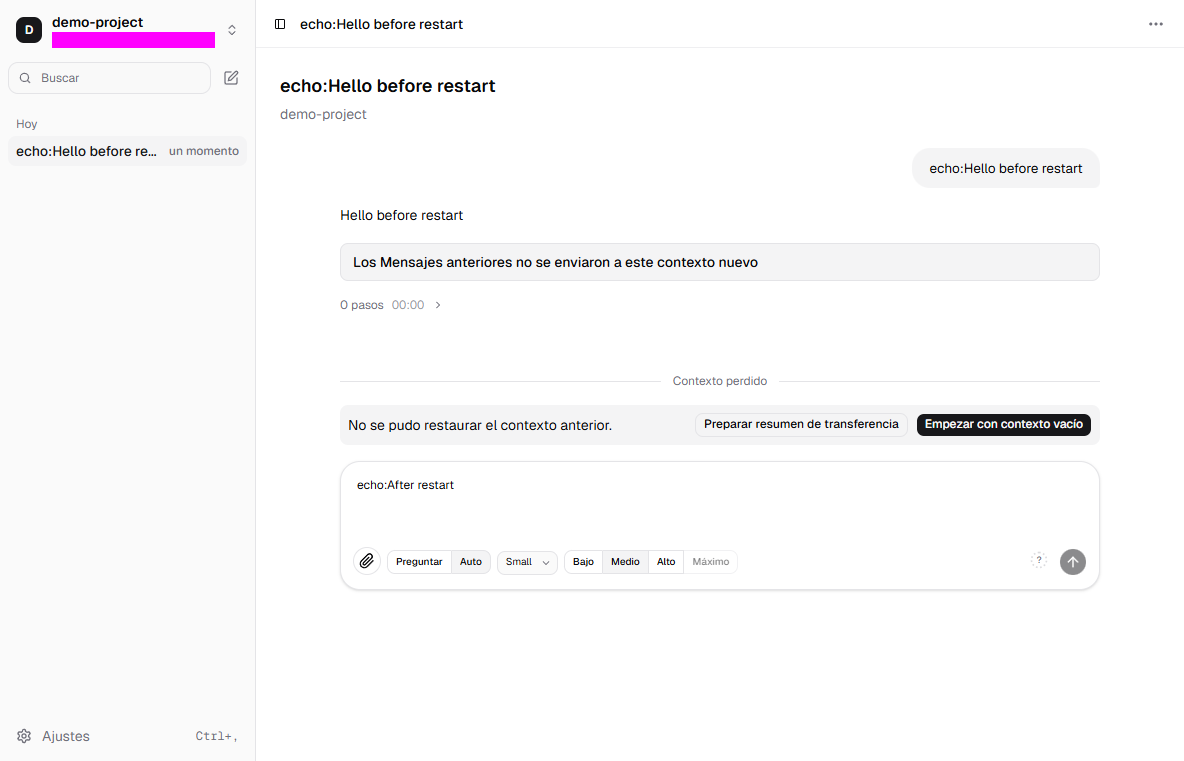 D
demo-project
Buscar
Hoy
echo:Hello before re... un momento
Ajustes Ctrl+,
echo:Hello before restart
echo:Hello before restart
demo-project
echo:Hello before restart
Hello before restart
Los Mensajes anteriores no se enviaron a este contexto nuevo
0 pasos 00:00
Contexto perdido
No se pudo restaurar el contexto anterior. Preparar resumen de transferencia Empezar con contexto vacío
echo:After restart
Preguntar Auto Small Bajo Medio Alto Máximo ?